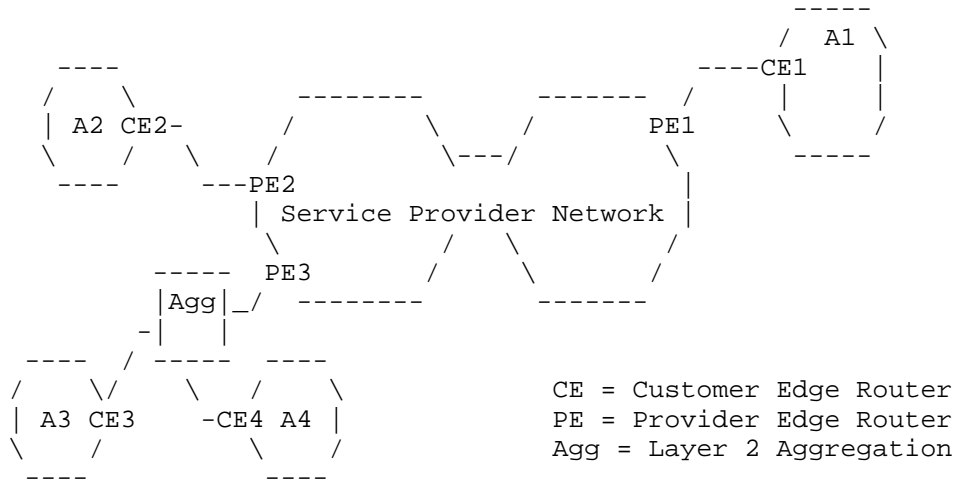 A1
CE1
A2 CE2
PE1
PE2
Service Provider Network
PE3
Agg
CE = Customer Edge Router
A3 CE3 CE4 A4 PE = Provider Edge Router
Agg = Layer 2 Aggregation